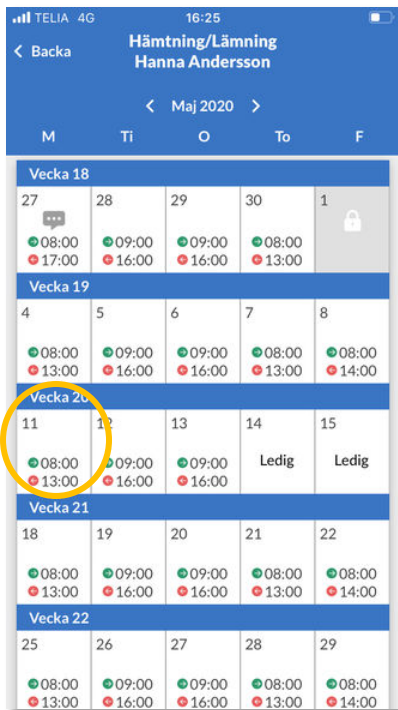 TELIA 4G 16:25
Backa
Hämtning/Lämning
Hanna Andersson
Maj 2020
M Ti O To F
Vecka 18
27 28 29 30 1
08:00 09:00 09:00 08:00
17:00 16:00 16:00 13:00
Vecka 19
4 5 6 7 8
08:00 09:00 09:00 08:00 08:00
13:00 16:00 16:00 13:00 14:00
Vecka 20
11 12 13 14 15
Ledig Ledig
08:00 09:00 09:00
13:00 16:00 16:00
Vecka 21
18 19 20 21 22
08:00 09:00 09:00 08:00 08:00
13:00 16:00 16:00 13:00 14:00
Vecka 22
25 26 27 28 29
08:00 09:00 09:00 08:00 08:00
13:00 16:00 16:00 13:00 14:00